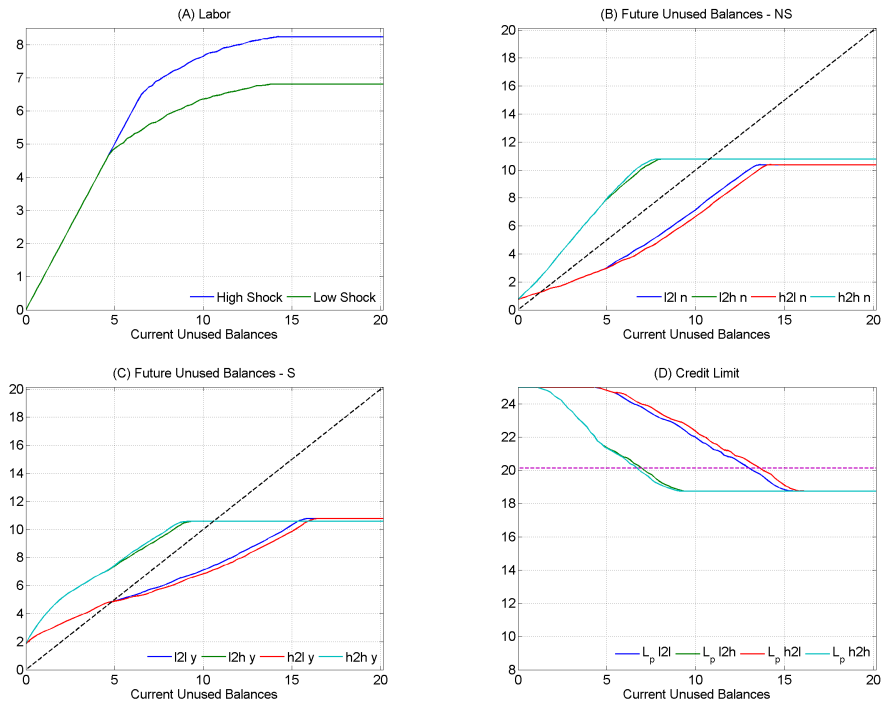 (A) Labor
8
7
6
5
4
3
2
1
0
0 5 10 15 20
High Shock Low Shock
Current Unused Balances
(B) Future Unused Balances - NS
20
18
16
14
12
10
8
6
4
2
0
0 5 10 15 20
l2l n l2h n h2l n h2h n
Current Unused Balances
(C) Future Unused Balances - S
20
18
16
14
12
10
8
6
4
2
0
0 5 10 15 20
l2l y l2h y h2l y h2h y
Current Unused Balances
(D) Credit Limit
24
22
20
18
16
14
12
10
8
0 5 10 15 20
Lp l2l Lp l2h Lp h2l Lp h2h
Current Unused Balances